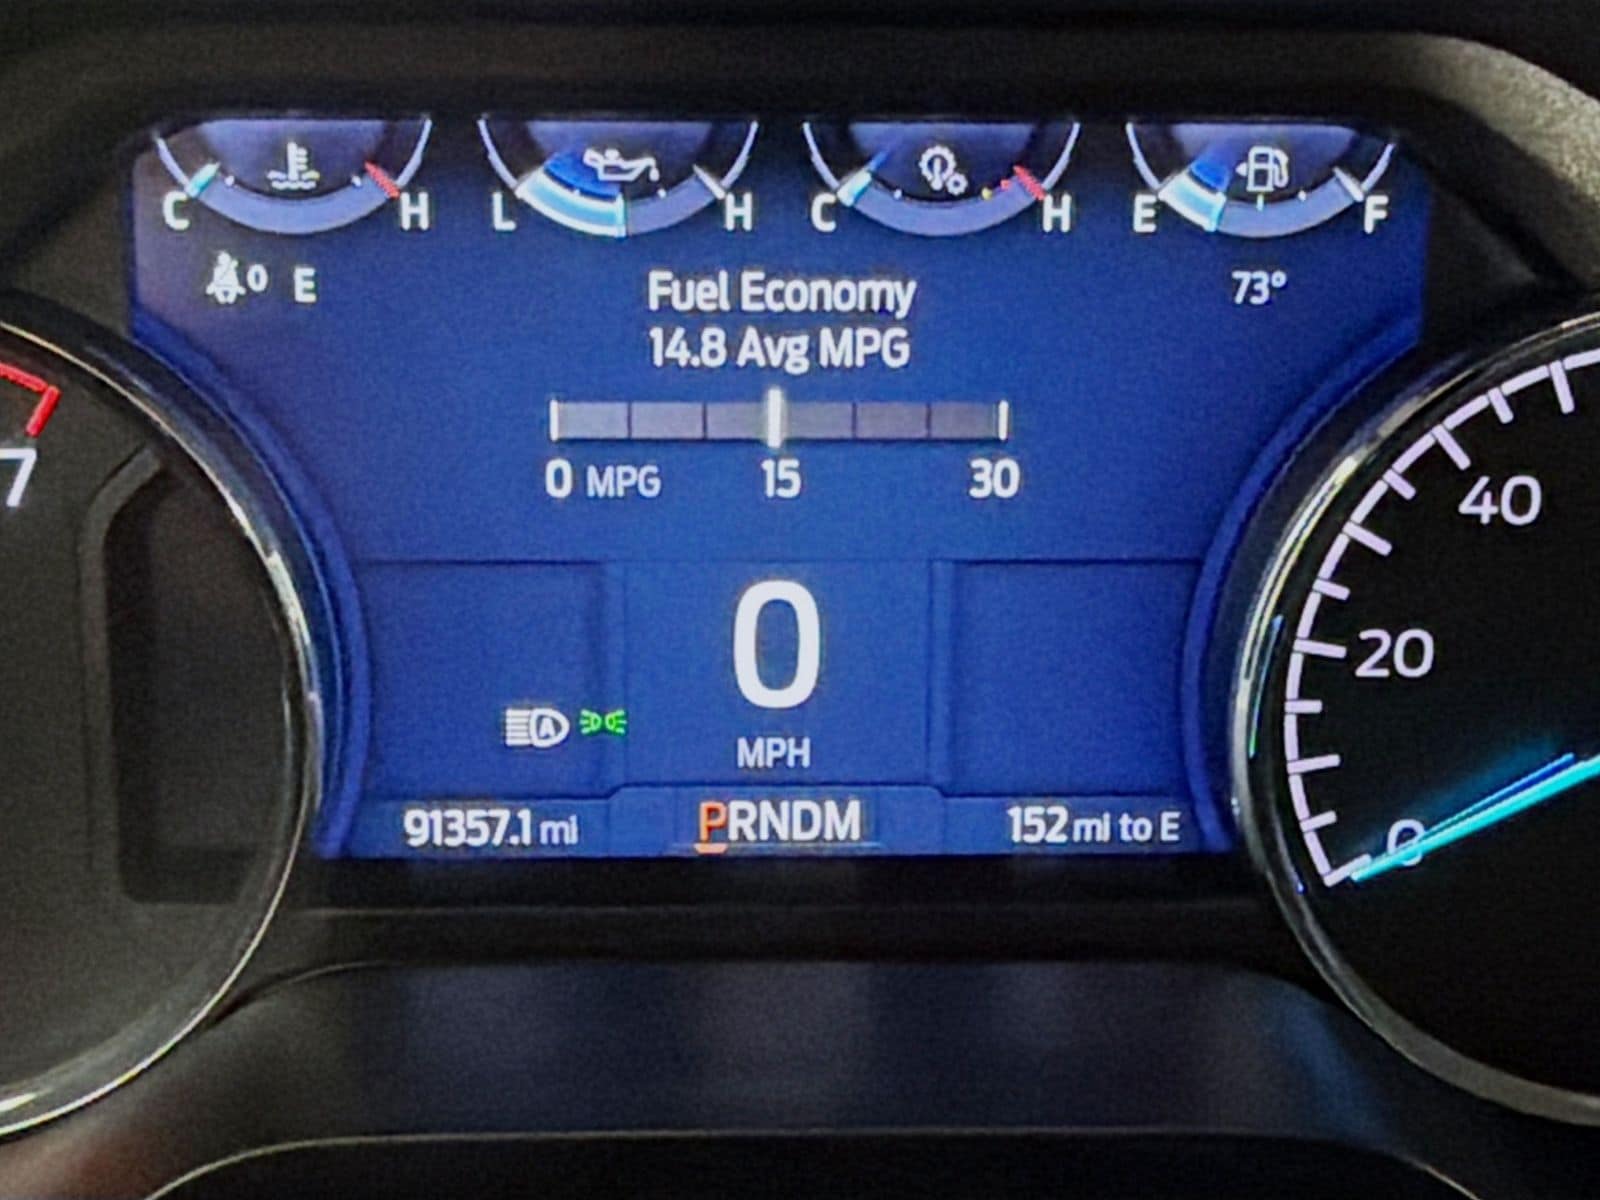 C H L H C H E F
0 E
73°
Fuel Economy
14.8 Avg MPG
0 MPG 15 30
7
40
20
0
0
MPH
A
91357.1 mi
PRNDM
152 mi to E